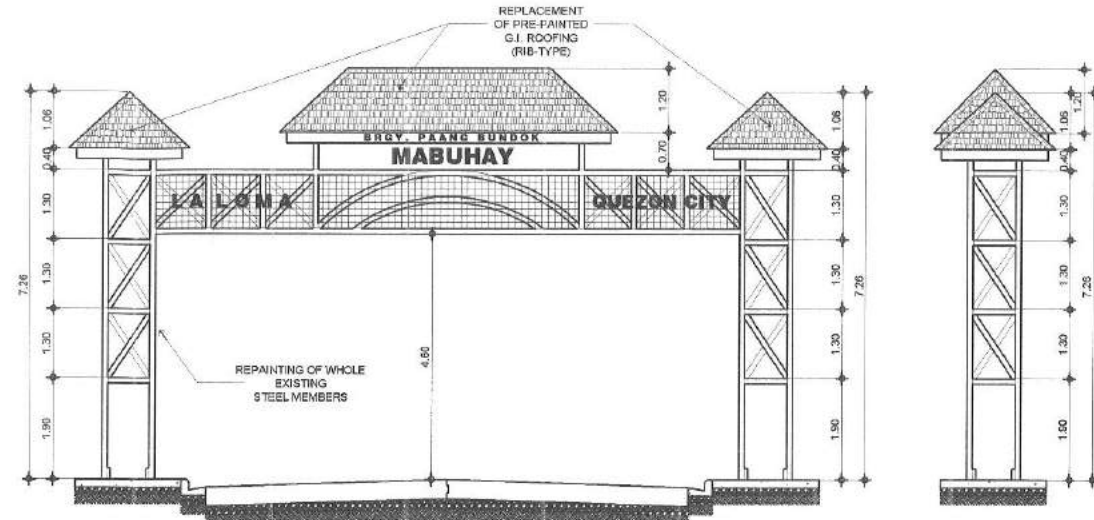 REPLACEMENT
OF PRE-PAINTED
G.I. ROOFING
(RIB-TYPE)
BRGY. PAANG BUNDOK
MABUHAY
LA LOMA
QUEZON CITY
REPAINTING OF WHOLE
EXISTING
STEEL MEMBERS
7.26
1.06
0.40
1.30
1.30
1.30
1.90
4.60
1.20
0.70
1.06
0.40
1.30
1.30
1.30
1.90
7.26
1.20
1.06
0.40
1.30
1.30
1.30
1.90
7.26